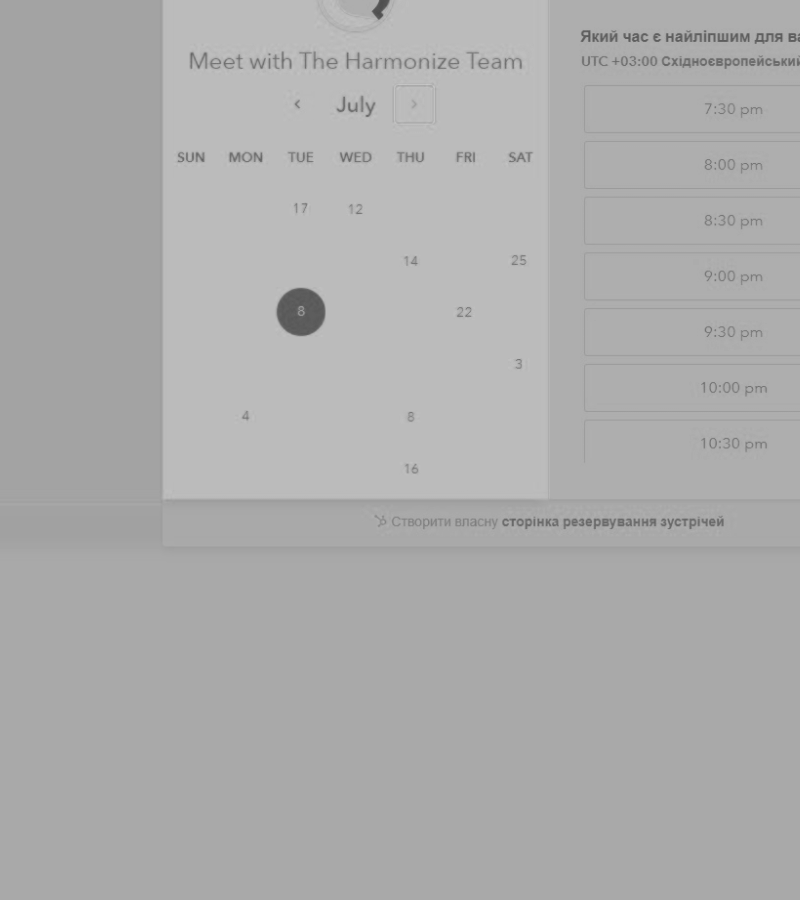 Meet with The Harmonize Team
July
SUN MON TUE WED THU FRI SAT
17 12
14 25
8 22
3
4 8
16
Який час є найліпшим для
UTC +03:00 Східноєвропейський
7:30 pm
8:00 pm
8:30 pm
9:00 pm
9:30 pm
10:00 pm
10:30 pm
Створити власну сторінка резервування зустрічей